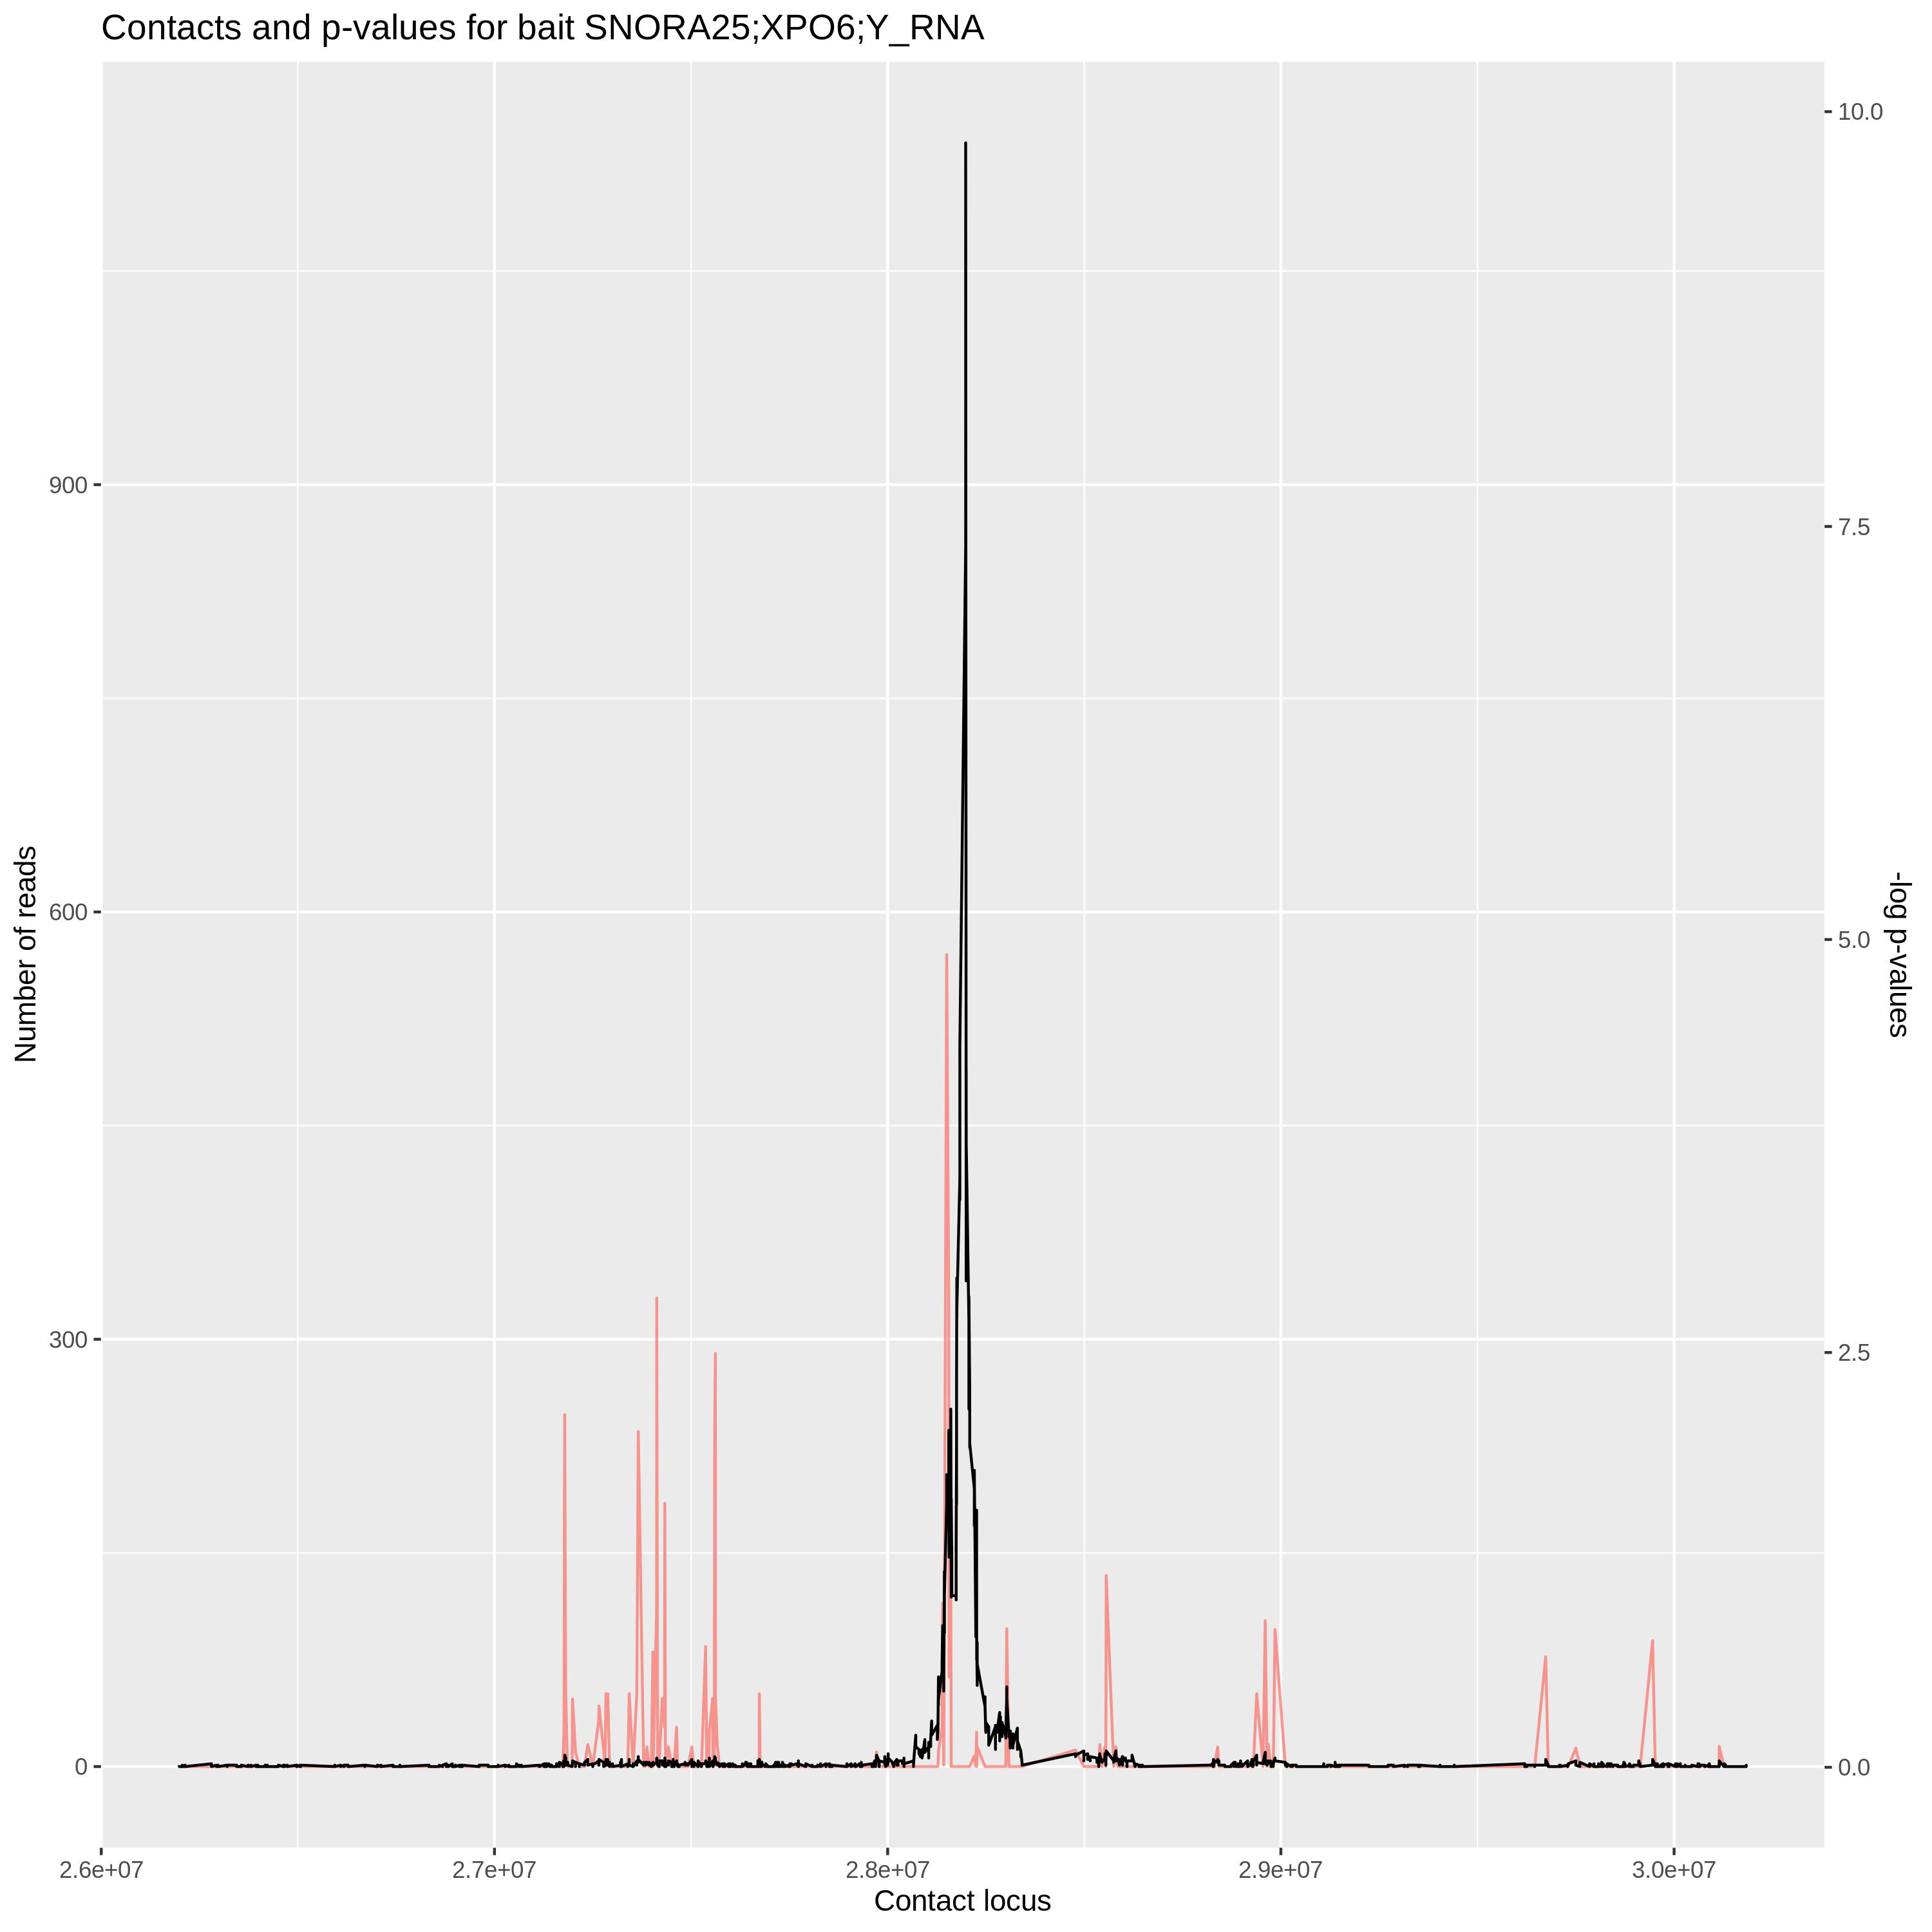 Contacts and p-values for bait SNORA25;XPO6;Y_RNA
10.0
900
7.5
Number of reads
600
5.0
-log p-values
300
2.5
0
0.0
2.6e+07 2.7e+07 2.8e+07 2.9e+07 3.0e+07
Contact locus